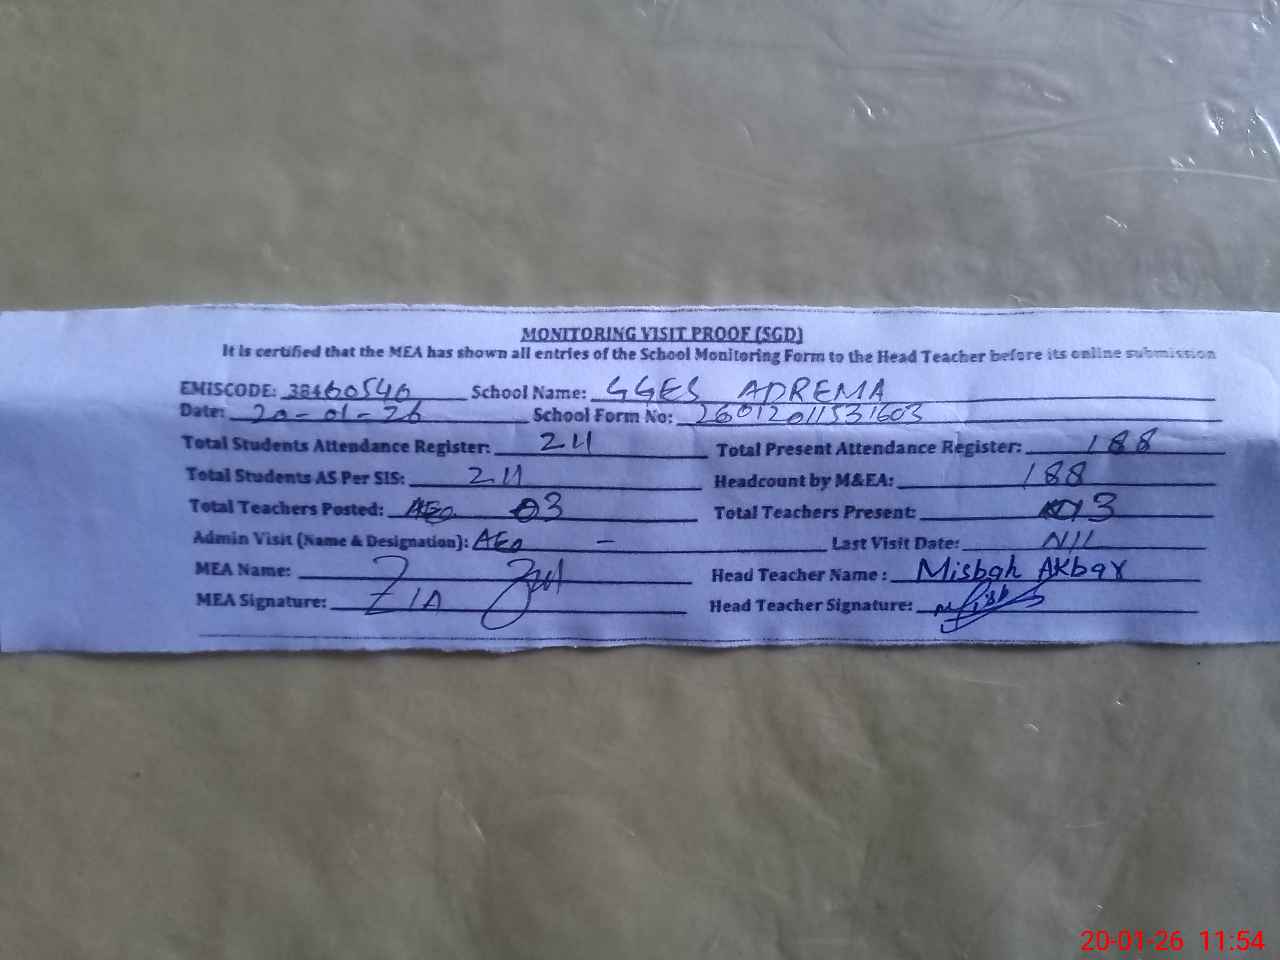 MONITORING VISIT PROOF (SGD)
It is certified that the MEA has shown all entries of the School Monitoring Form to the Head Teacher before its online submission
EMISCODE: 38460546 School Name: GGES ADREMA
Date: 20-01-26 School Form No: 26012011531603
Total Students Attendance Register: 211 Total Present Attendance Register: 188
Total Students AS Per SIS: 211 Headcount by M&EA: 188
Total Teachers Posted: 03 Total Teachers Present: 3
Admin Visit (Name & Designation): AEO - Last Visit Date: Nil
MEA Name: Head Teacher Name : Misbah Akbar
MEA Signature: ZIA Head Teacher Signature:
20-01-26 11:54